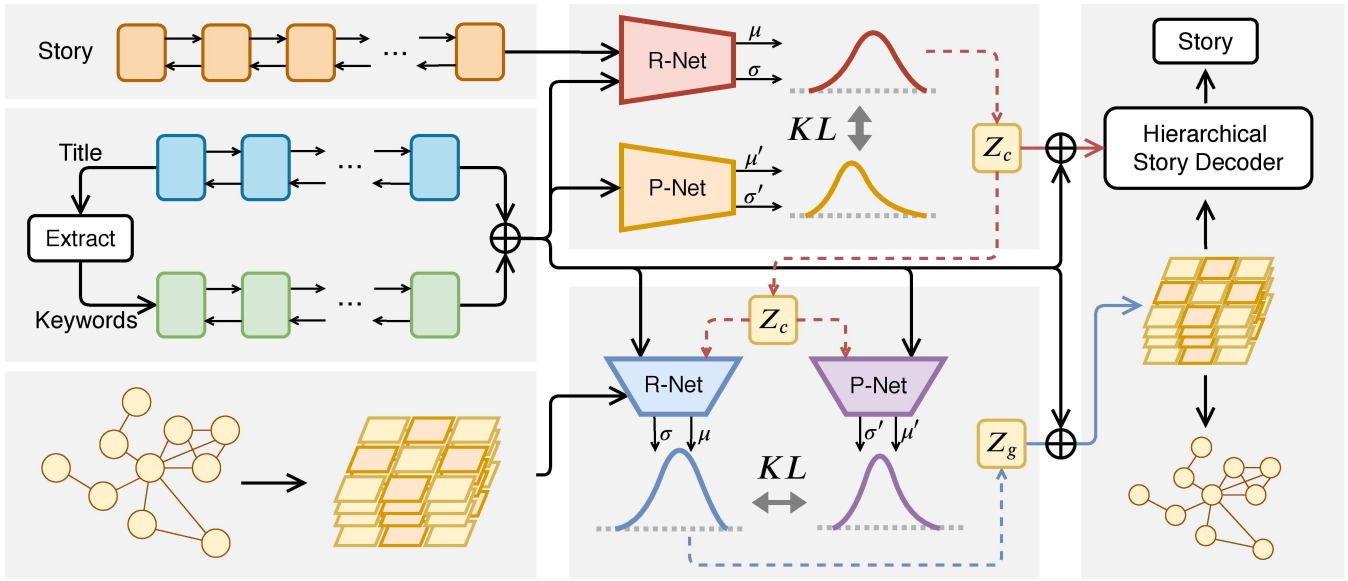 Story
...
Title
...
Extract
Keywords
...
R-Net
μ
σ
KL
P-Net
μ′
σ′
Z_c
Z_c
R-Net
P-Net
σ
μ
σ′
μ′
KL
Z_g
Story
Hierarchical
Story Decoder